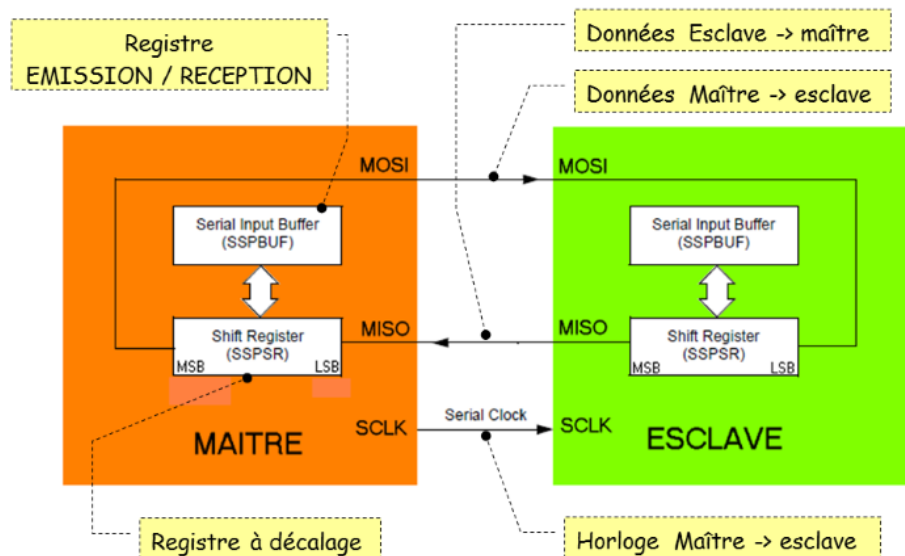 Registre
EMISSION / RECEPTION
Données Esclave -> maître
Données Maître -> esclave
MOSI
MOSI
Serial Input Buffer
(SSPBUF)
Serial Input Buffer
(SSPBUF)
MISO
MISO
Shift Register
(SSPSR)
MSB
LSB
Shift Register
(SSPSR)
MSB
LSB
SCLK
Serial Clock
SCLK
MAITRE
ESCLAVE
Registre à décalage
Horloge Maître -> esclave